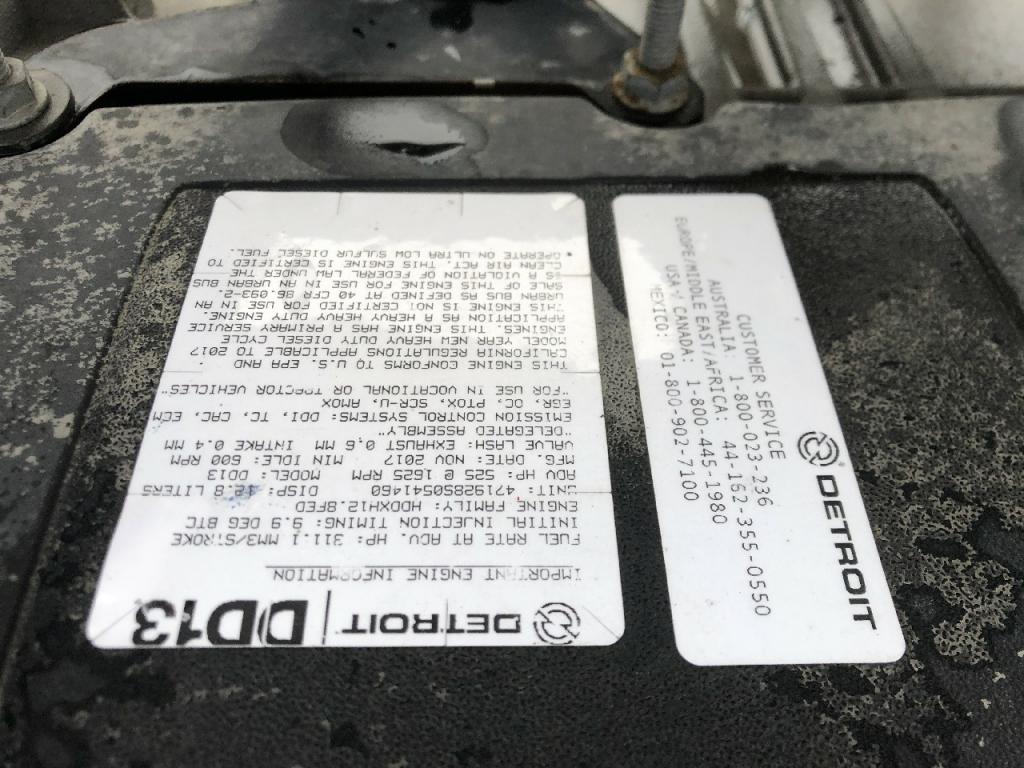 DETROIT DD13
IMPORTANT ENGINE INFORMATION
FUEL RATE AT ADV. HP: 311.1 MM3/STROKE
INITIAL INJECTION TIMING: 9.9 DEG BTC
ENGINE FAMILY: HDDXH12.8FED
UNIT: 471928S0541460 DISP: 12.8 LITERS
ADV HP: 525 @ 1625 RPM MODEL: DD13
MFG. DATE: NOV 2017 MIN IDLE: 600 RPM
VALVE LASH: EXHAUST 0,6 MM INTAKE 0.4 MM
"DELEGATED ASSEMBLY"
EMISSION CONTROL SYSTEMS: DDI, TC, CAC, ECM
EGR, OC, PTOX, SCR-U, AMOX
"FOR USE IN VOCATIONAL OR TRACTOR VEHICLES"
THIS ENGINE CONFORMS TO U.S. EPA AND
CALIFORNIA REGULATIONS APPLICABLE TO 2017
MODEL YEAR NEW HEAVY DUTY DIESEL CYCLE
ENGINES. THIS ENGINE HAS A PRIMARY SERVICE
APPLICATION AS A HEAVY HEAVY DUTY ENGINE.
THIS ENGINE IS NOT CERTIFIED FOR USE IN AN
URBAN BUS AS DEFINED AT 40 CFR 86.093-2.
SALE OF THIS ENGINE FOR USE IN AN URBAN BUS
IS A VIOLATION OF FEDERAL LAW UNDER THE
CLEAN AIR ACT. THIS ENGINE IS CERTIFIED TO
OPERATE ON ULTRA LOW SULFUR DIESEL FUEL.
DETROIT
CUSTOMER SERVICE
AUSTRALIA: 1-800-023-236
EUROPE/MIDDLE EAST/AFRICA: 44-162-355-0550
USA / CANADA: 1-800-445-1980
MEXICO: 01-800-902-7100